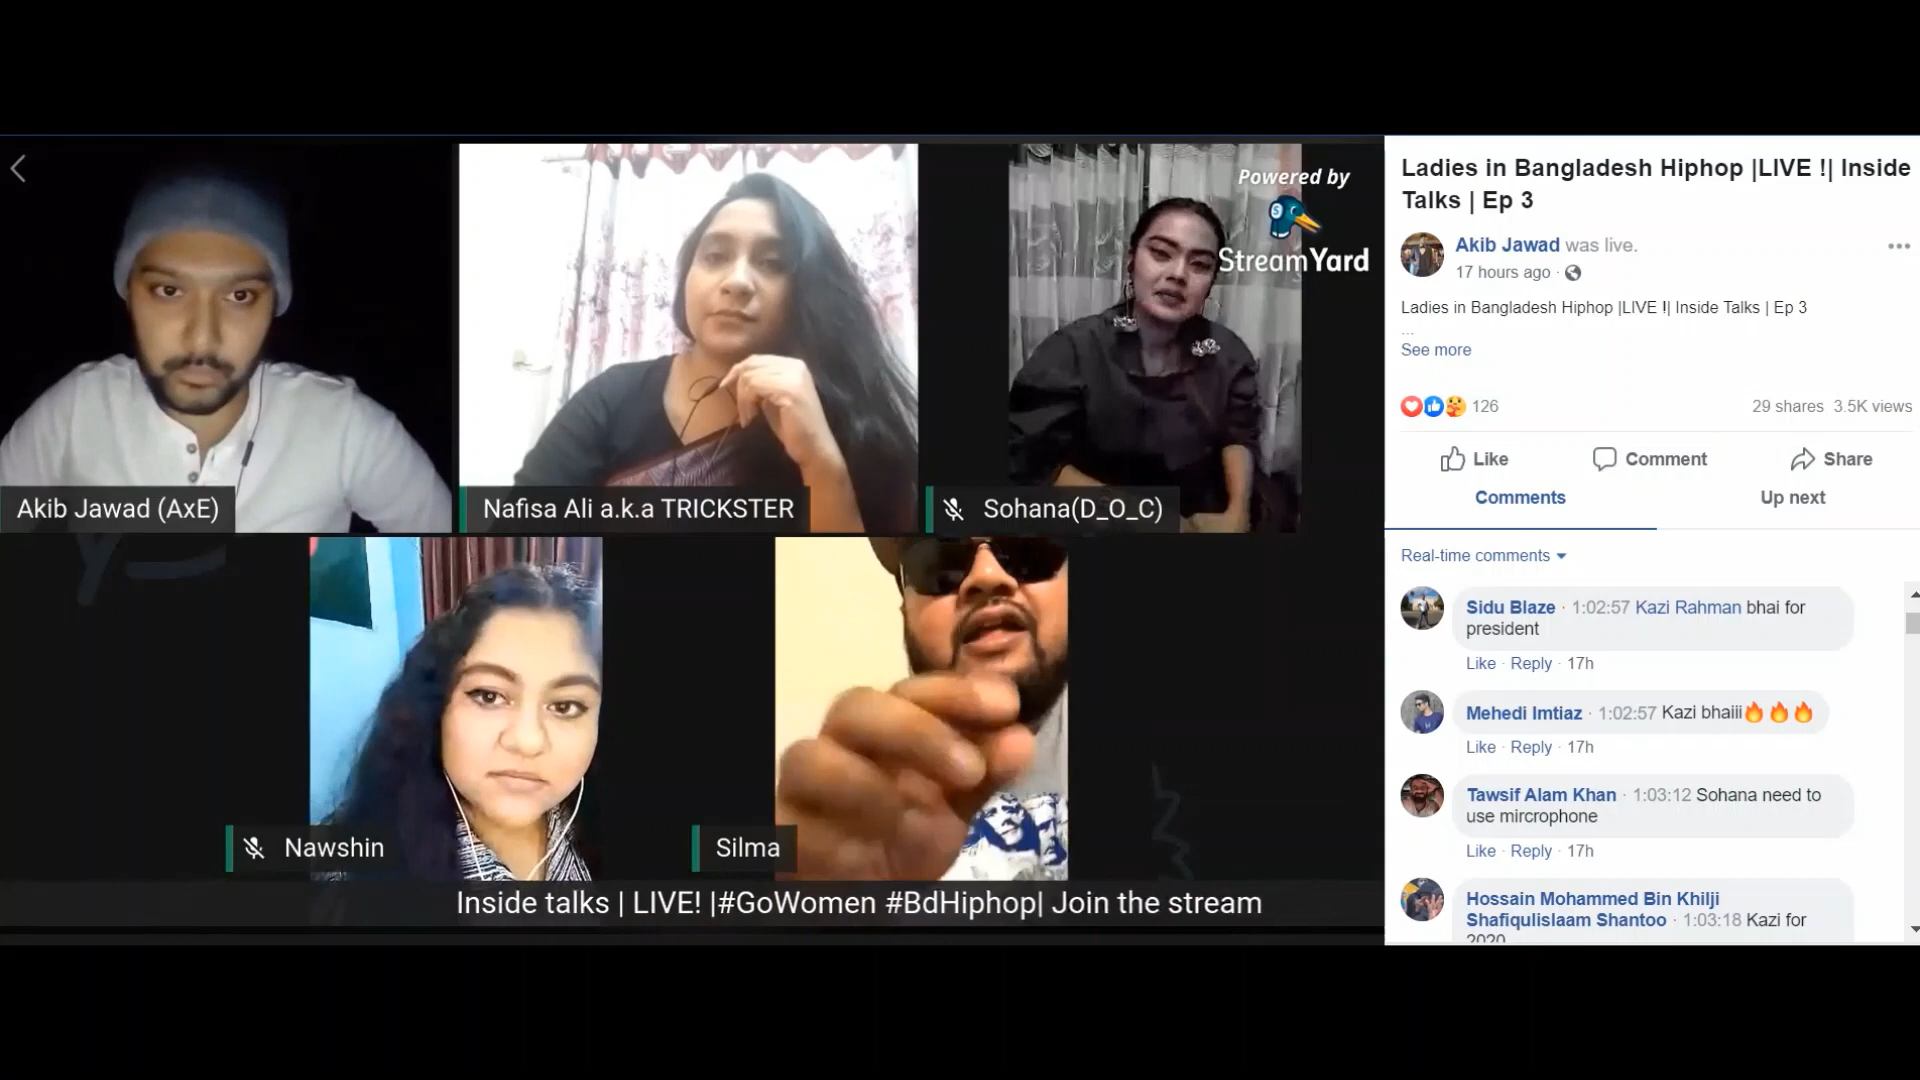 Powered by
StreamYard
Akib Jawad (AxE)
Nafisa Ali a.k.a TRICKSTER
Sohana(D_O_C)
Nawshin
Silma
Inside talks | LIVE! |#GoWomen #BdHiphop| Join the stream
Ladies in Bangladesh Hiphop |LIVE !| Inside
Talks | Ep 3
Akib Jawad was live.
17 hours ago ·
Ladies in Bangladesh Hiphop |LIVE !| Inside Talks | Ep 3
...
See more
126
29 shares 3.5K views
Like
Comment
Share
Comments
Up next
Real-time comments
Sidu Blaze · 1:02:57 Kazi Rahman bhai for
president
Like · Reply · 17h
Mehedi Imtiaz · 1:02:57 Kazi bhaiii🔥🔥🔥
Like · Reply · 17h
Tawsif Alam Khan · 1:03:12 Sohana need to
use mircrophone
Like · Reply · 17h
Hossain Mohammed Bin Khilji
Shafiqulislaam Shantoo · 1:03:18 Kazi for
2020